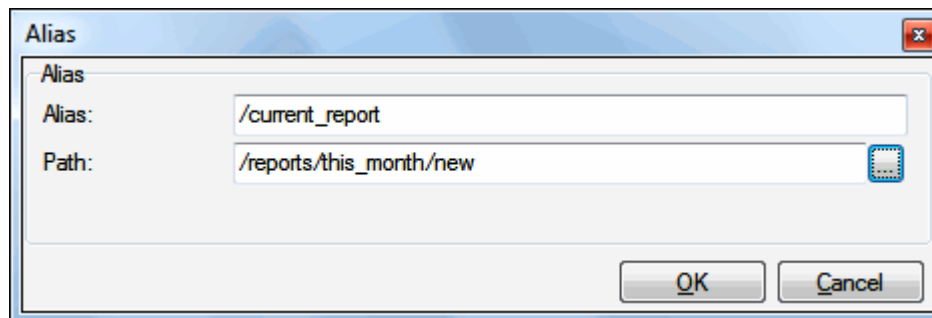 Alias
Alias
Alias: /current_report
Path: /reports/this_month/new ...
OK Cancel